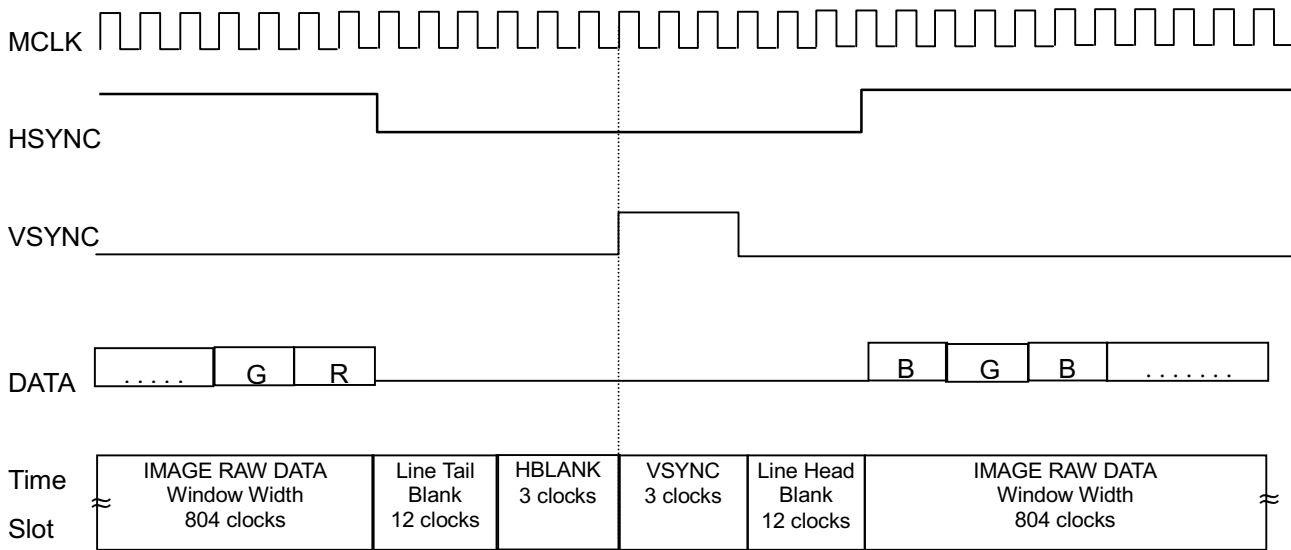 MCLK
HSYNC
VSYNC
DATA
. . . . .
G
R
B
G
B
. . . . . . .
Time
Slot
≈
IMAGE RAW DATA
Window Width
804 clocks
Line Tail
Blank
12 clocks
HBLANK
3 clocks
VSYNC
3 clocks
Line Head
Blank
12 clocks
IMAGE RAW DATA
Window Width
804 clocks
≈